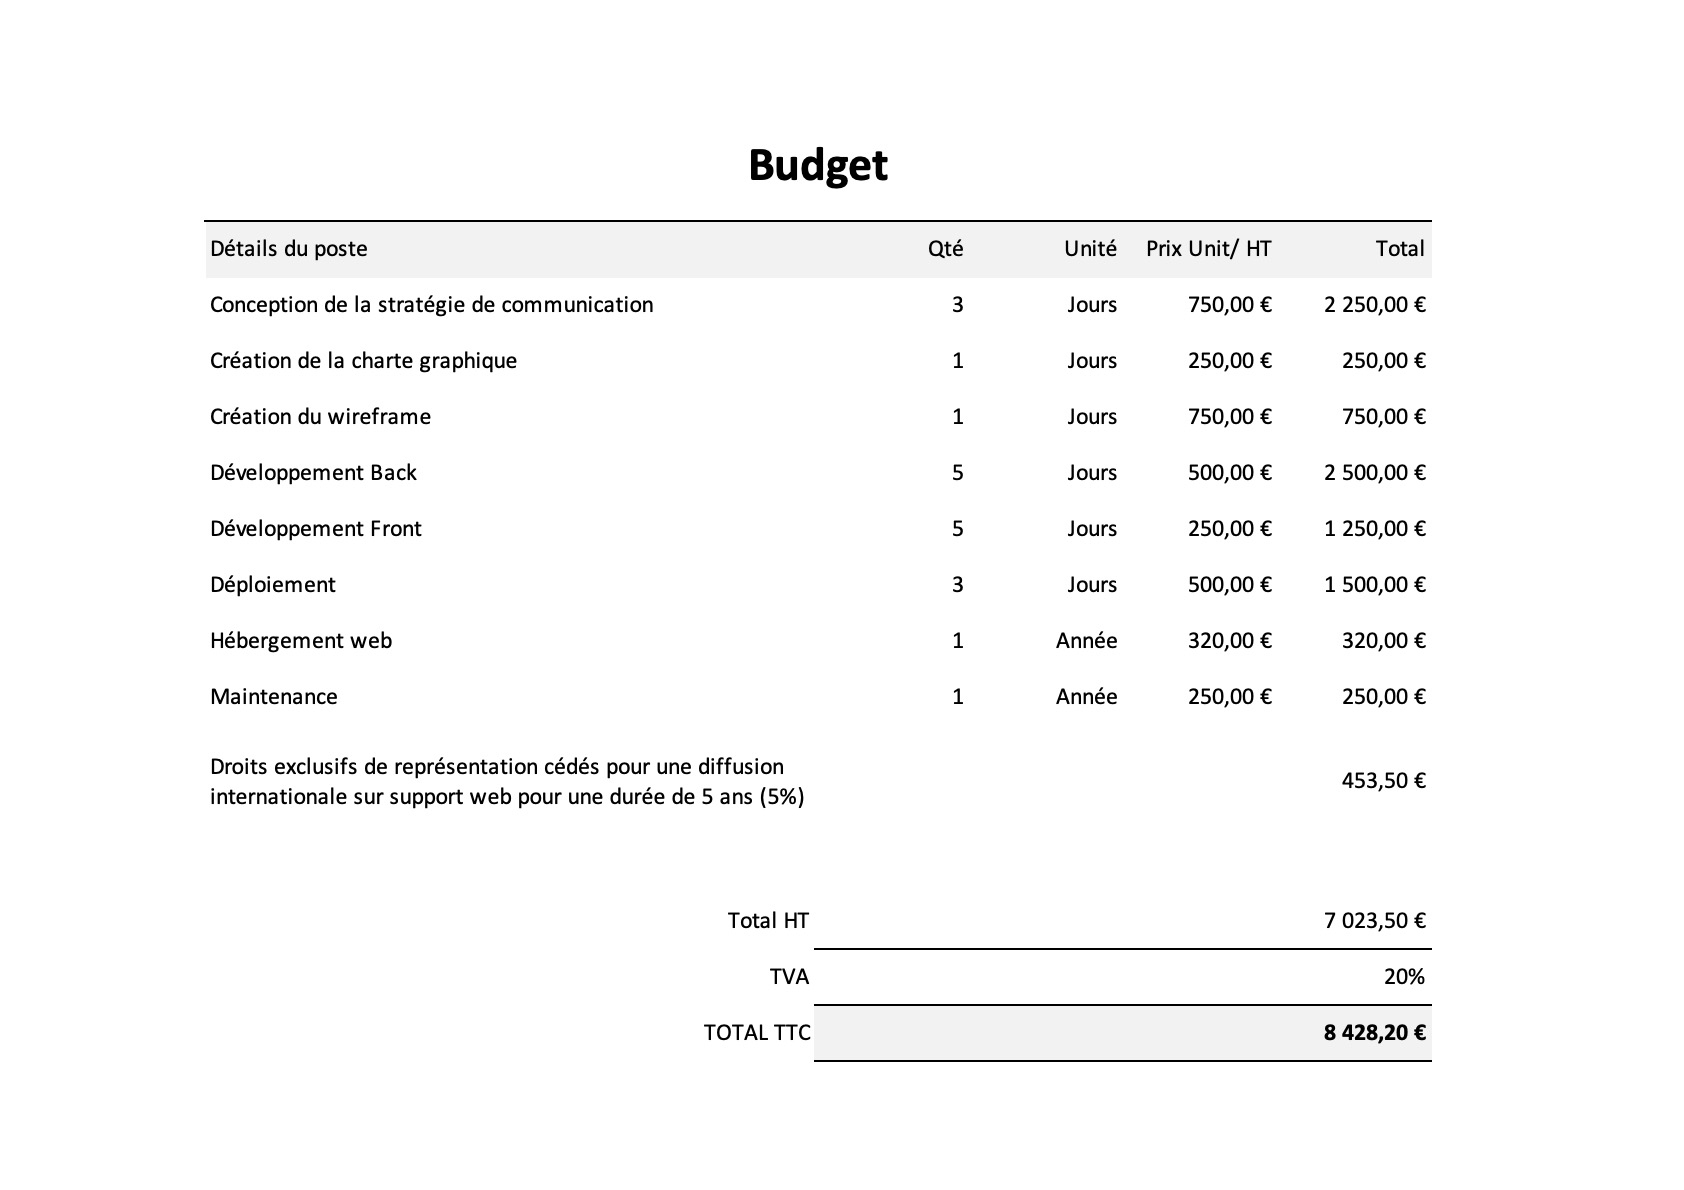 Budget
Détails du poste Qté Unité Prix Unit/ HT Total
Conception de la stratégie de communication 3 Jours 750,00 € 2 250,00 €
Création de la charte graphique 1 Jours 250,00 € 250,00 €
Création du wireframe 1 Jours 750,00 € 750,00 €
Développement Back 5 Jours 500,00 € 2 500,00 €
Développement Front 5 Jours 250,00 € 1 250,00 €
Déploiement 3 Jours 500,00 € 1 500,00 €
Hébergement web 1 Année 320,00 € 320,00 €
Maintenance 1 Année 250,00 € 250,00 €
Droits exclusifs de représentation cédés pour une diffusion
internationale sur support web pour une durée de 5 ans (5%) 453,50 €
Total HT 7 023,50 €
TVA 20%
TOTAL TTC 8 428,20 €